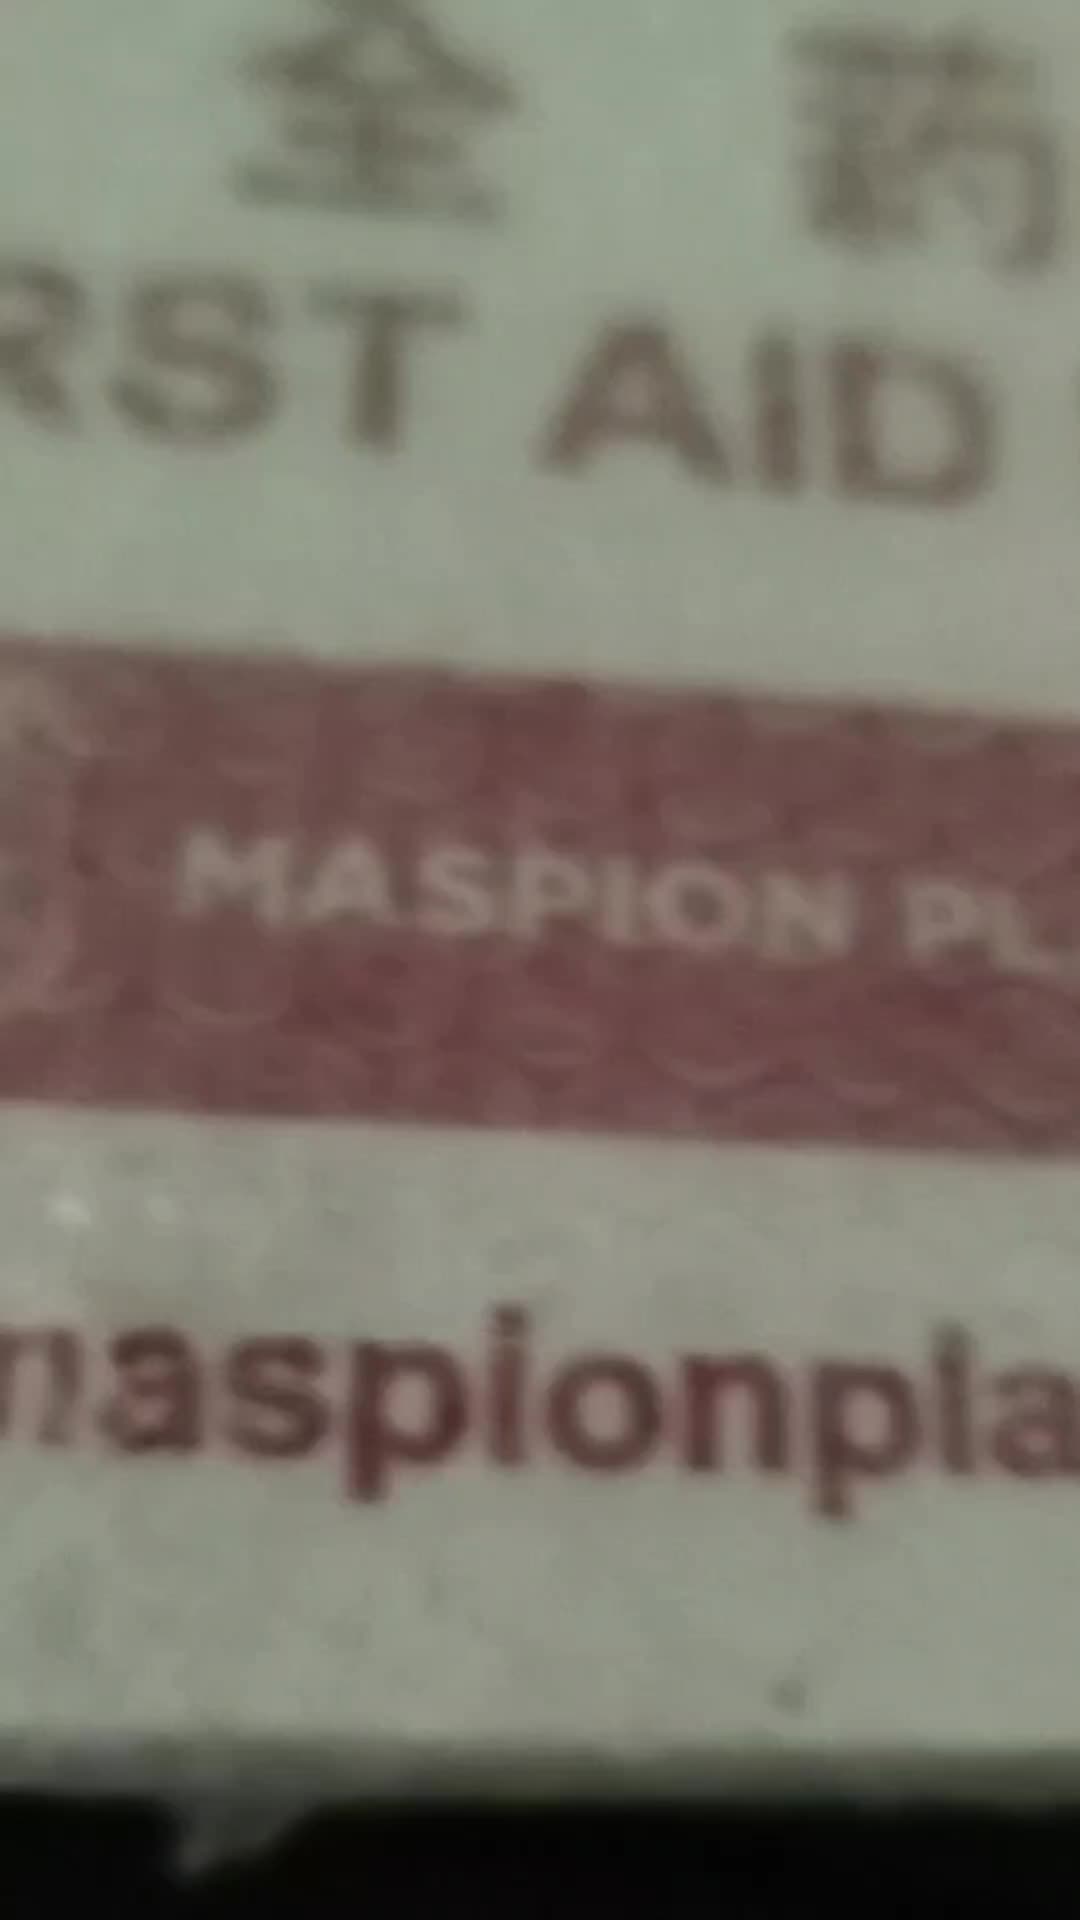 全 药
RST AID
MASPION PL
maspionpla